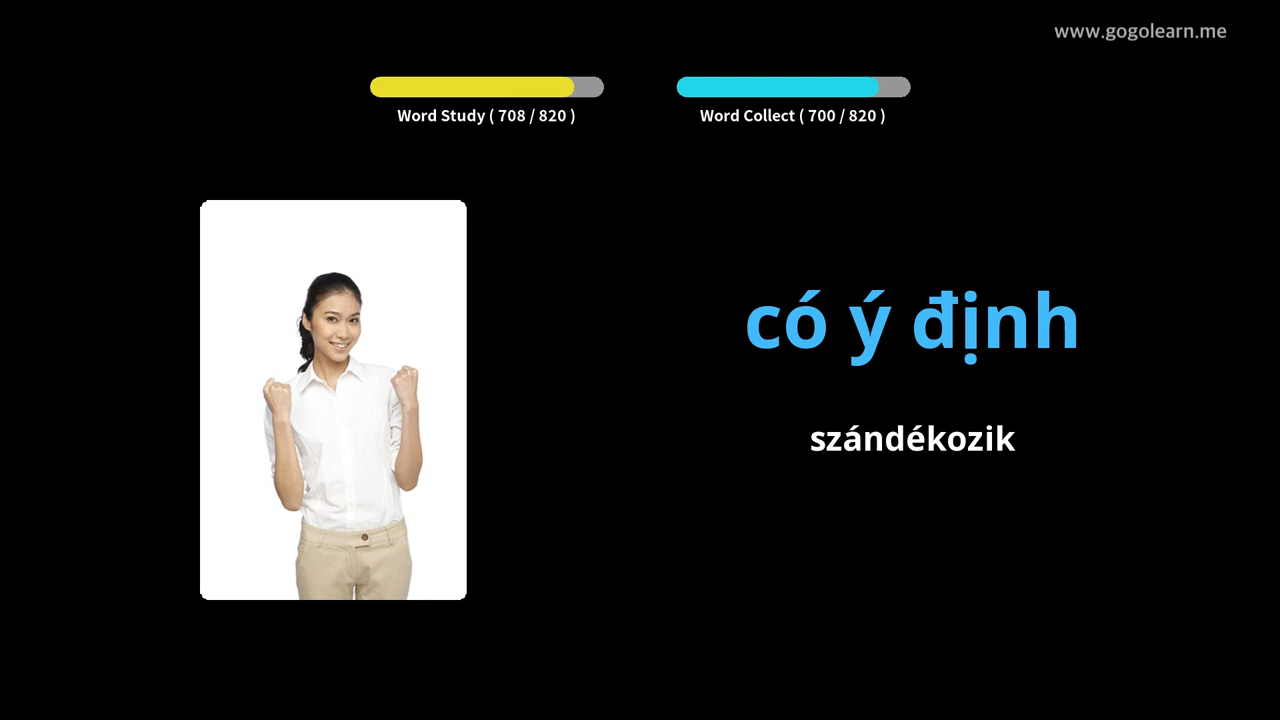 www.gogolearn.me
Word Study ( 708 / 820 )
Word Collect ( 700 / 820 )
có ý định
szándékozik